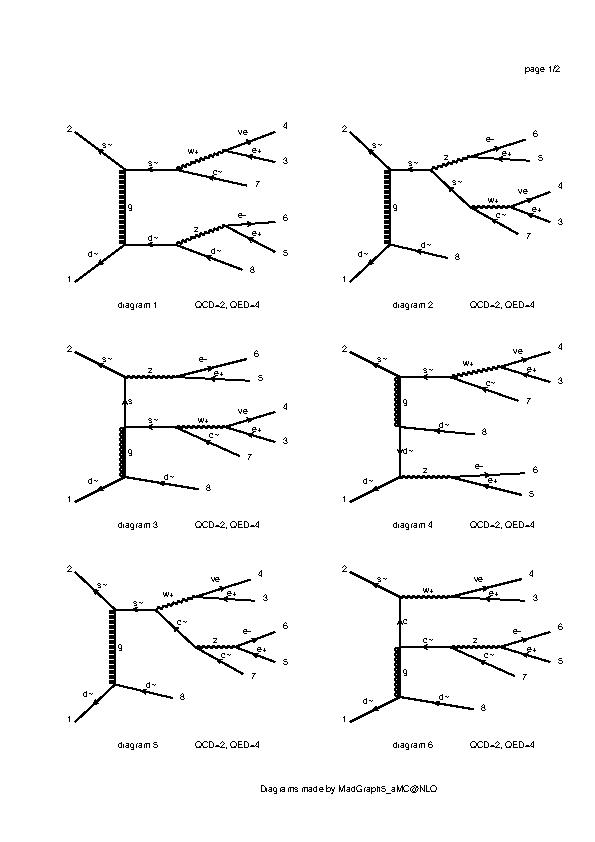 page 1/2
2 s~ w+ ve 4
e+ 3
s~ c~ 7
g
d~ d~ z e- 6
e+ 5
1 d~ 8
diagram 1 QCD=2, QED=4
2 s~ z e- 6
s~ e+ 5
s~ w+ ve 4
g e+ 3
c~ 7
1 d~ d~ 8
diagram 2 QCD=2, QED=4
2 s~ z e- 6
e+ 5
s
s~ w+ ve 4
g e+ 3
c~ 7
1 d~ d~ 8
diagram 3 QCD=2, QED=4
2 s~ s~ w+ ve 4
e+ 3
g c~ 7
d~ 8
d~
z e- 6
1 d~ e+ 5
diagram 4 QCD=2, QED=4
2 s~ s~ w+ ve 4
e+ 3
c~
g z e- 6
e+ 5
c~ 7
1 d~ d~ 8
diagram 5 QCD=2, QED=4
2 s~ w+ ve 4
e+ 3
c
c~ z e- 6
g e+ 5
c~ 7
1 d~ d~ 8
diagram 6 QCD=2, QED=4
Diagrams made by MadGraph5_aMC@NLO